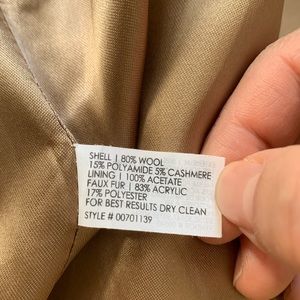 SHELL | 80% WOOL
15% POLYAMIDE 5% CASHMERE
LINING | 100% ACETATE
FAUX FUR | 83% ACRYLIC
17% POLYESTER
FOR BEST RESULTS DRY CLEAN
STYLE # 00701139